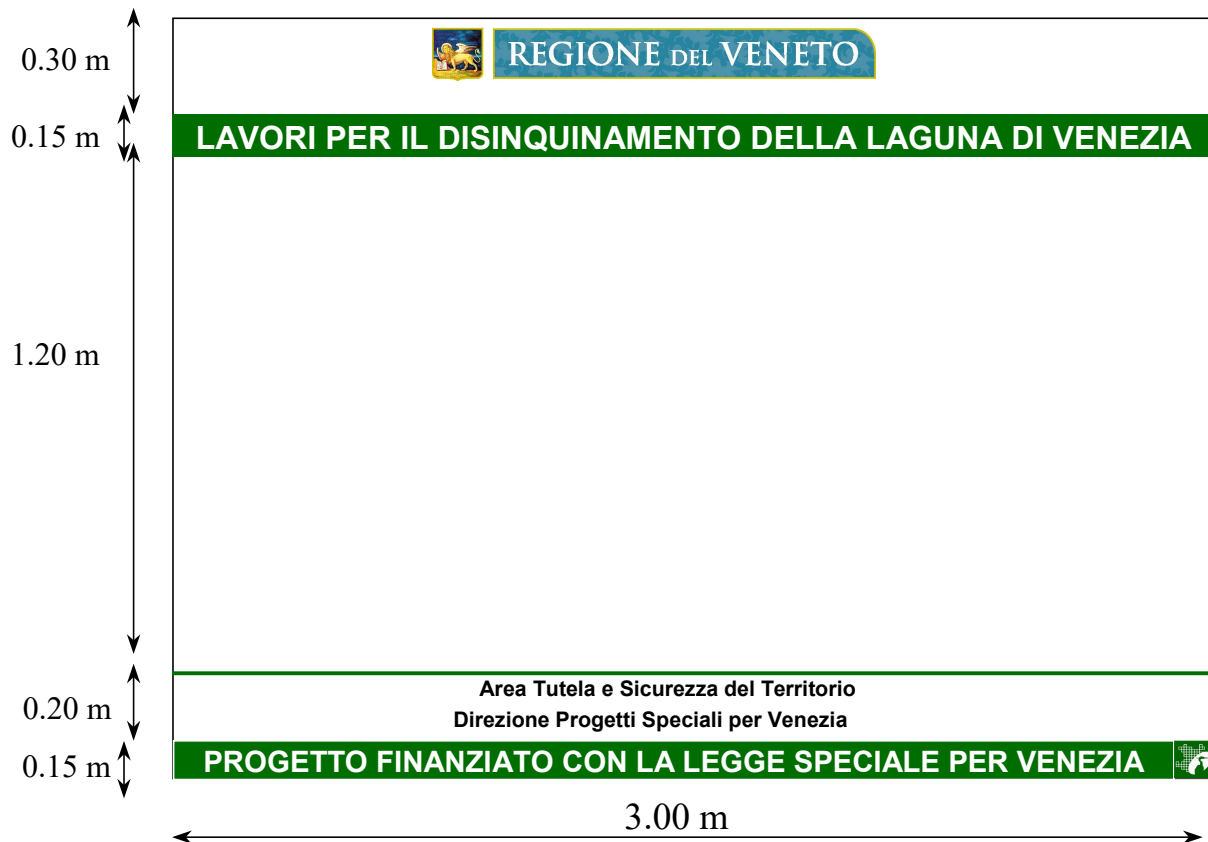 0.30 m
REGIONE DEL VENETO
0.15 m
LAVORI PER IL DISINQUINAMENTO DELLA LAGUNA DI VENEZIA
1.20 m
0.20 m
Area Tutela e Sicurezza del Territorio
Direzione Progetti Speciali per Venezia
0.15 m
PROGETTO FINANZIATO CON LA LEGGE SPECIALE PER VENEZIA
3.00 m